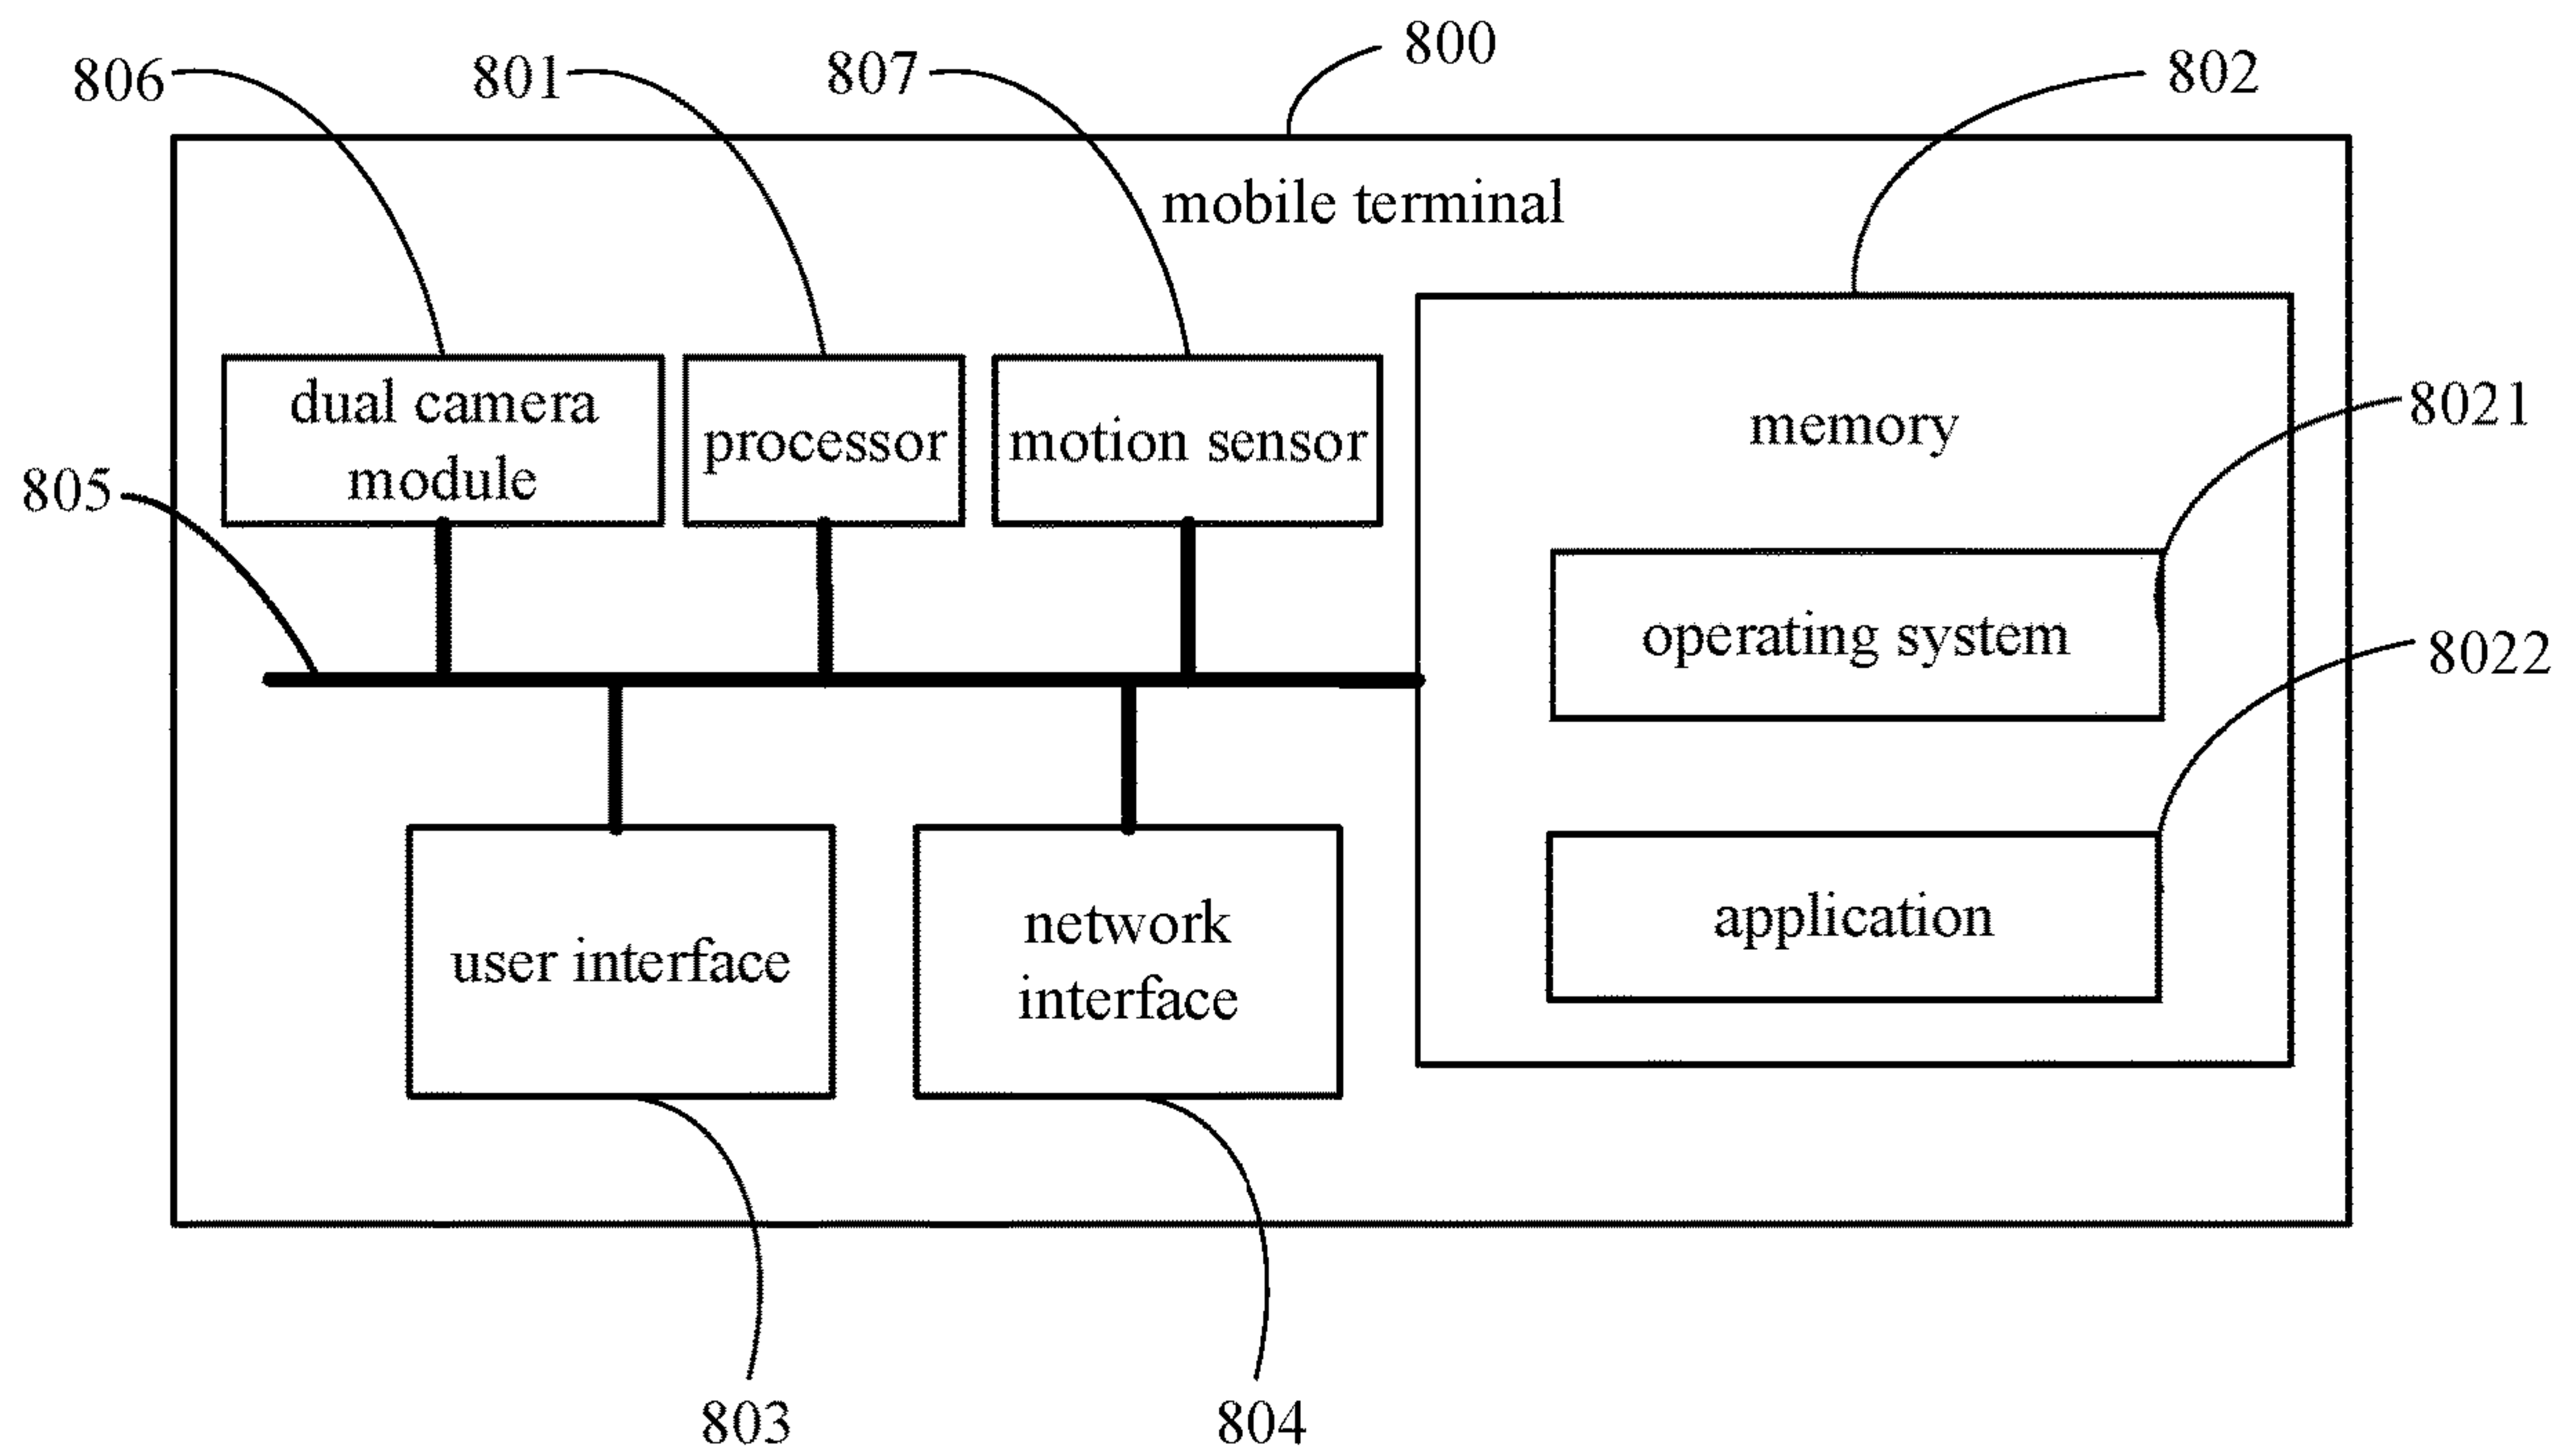 800
806
801
807
802
mobile terminal
dual camera
module
processor
motion sensor
memory
8021
805
operating system
8022
user interface
network
interface
application
803
804